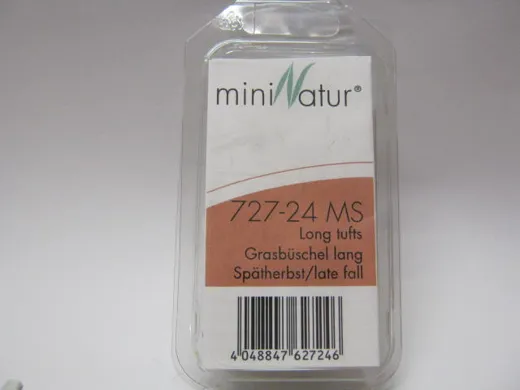 miniNatur®
727-24 MS
Long tufts
Grasbüschel lang
Spätherbst/late fall
4 048847 627246